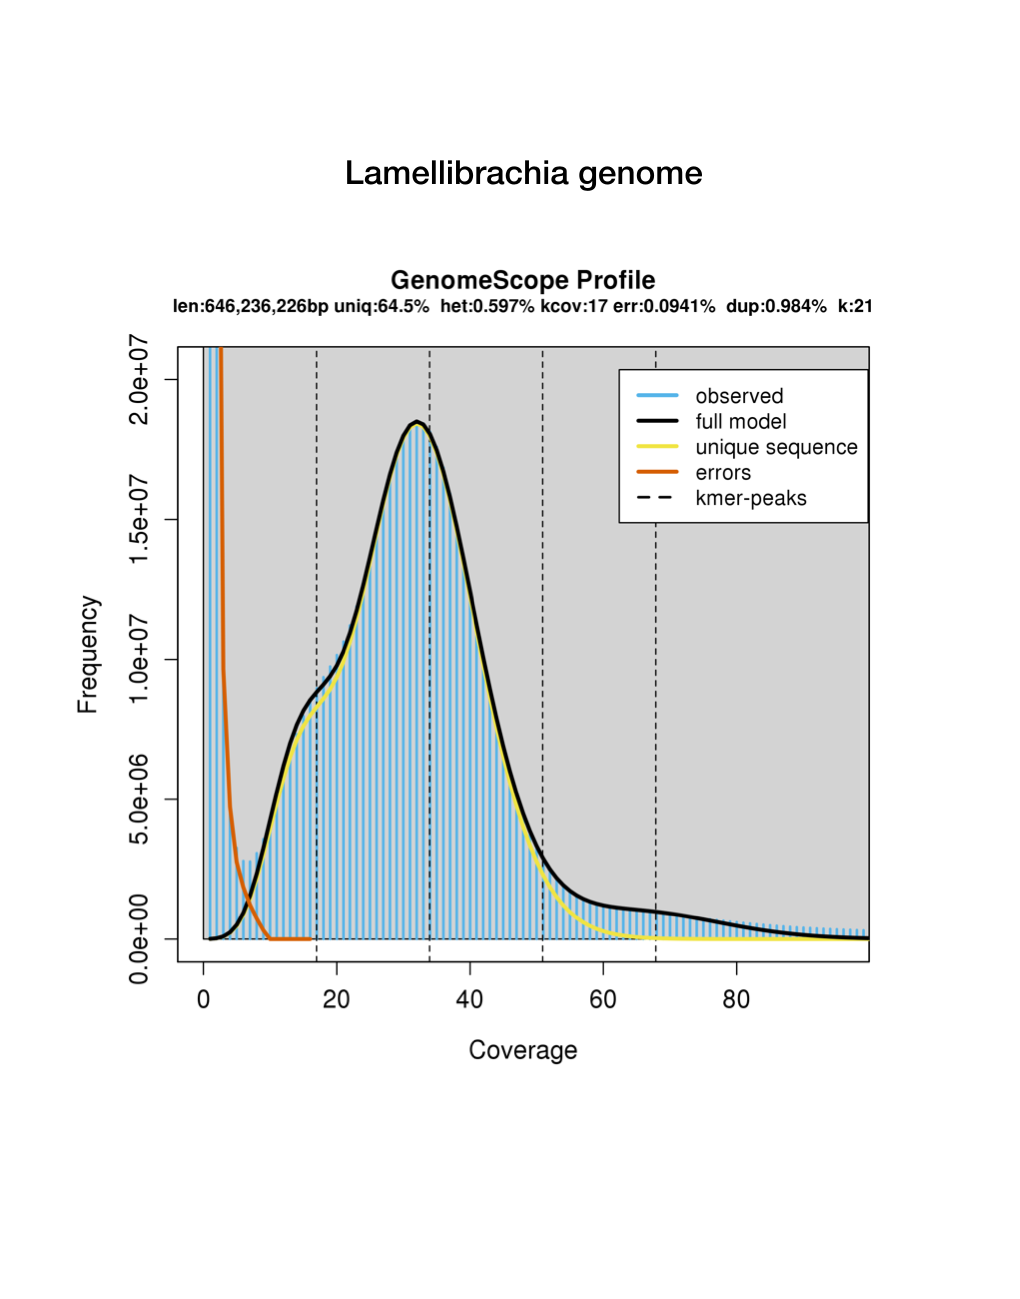 Lamellibrachia genome
GenomeScope Profile
len:646,236,226bp uniq:64.5% het:0.597% kcov:17 err:0.0941% dup:0.984% k:21
observed
full model
unique sequence
errors
kmer-peaks
Frequency
2.0e+07
1.5e+07
1.0e+07
5.0e+06
0.0e+00
0 20 40 60 80
Coverage